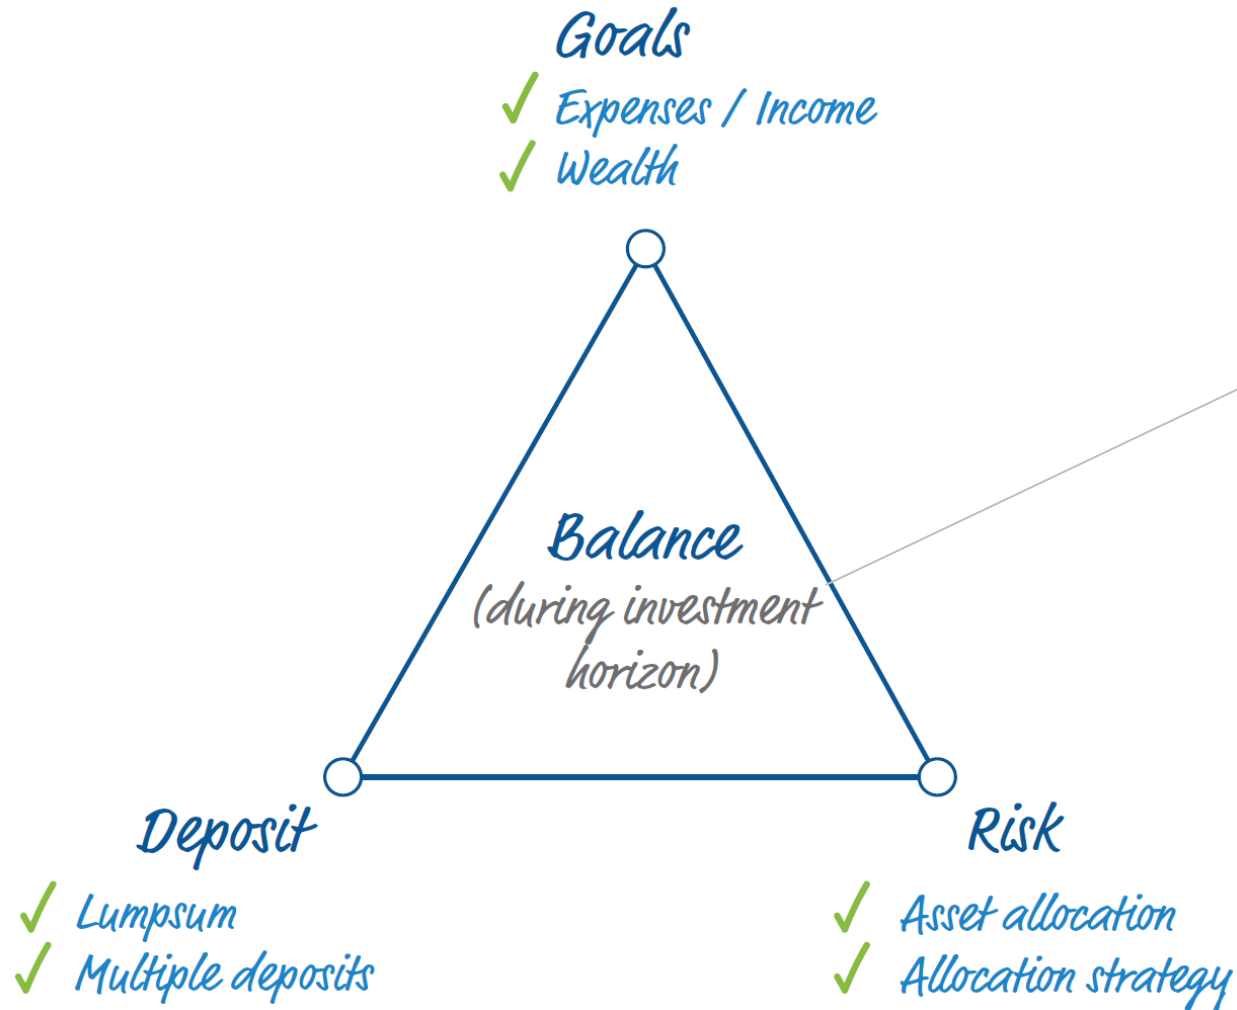 Goals
Expenses / Income
Wealth
Balance
(during investment
horizon)
Deposit
Lumpsum
Multiple deposits
Risk
Asset allocation
Allocation strategy